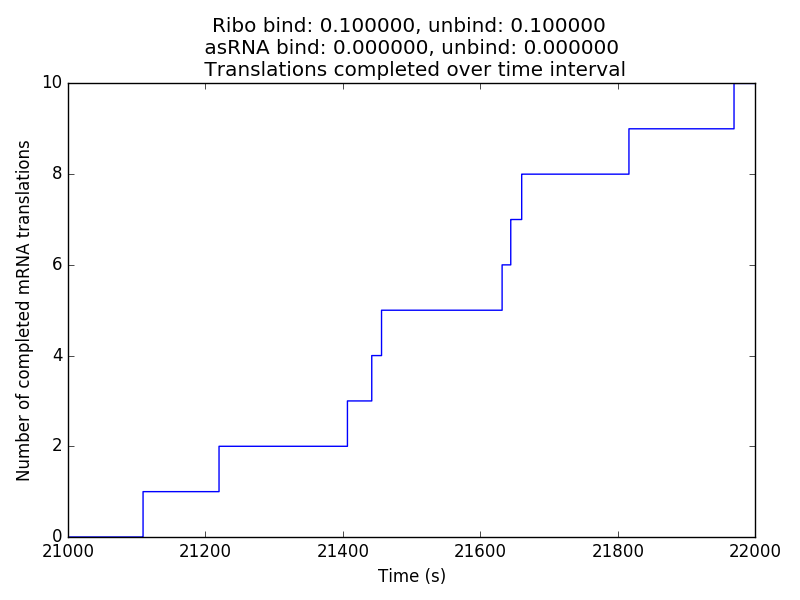 Ribo bind: 0.100000, unbind: 0.100000
asRNA bind: 0.000000, unbind: 0.000000
Translations completed over time interval
10
8
6
4
2
0
Number of completed mRNA translations
21000 21200 21400 21600 21800 22000
Time (s)